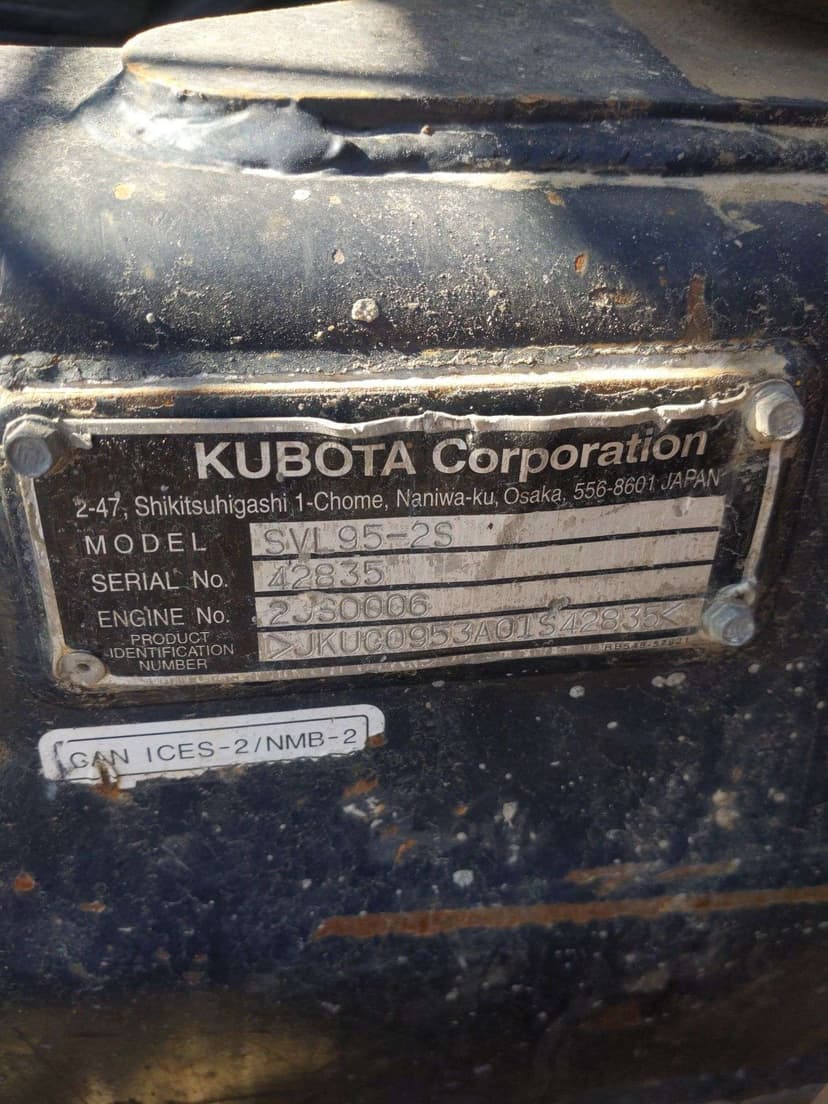 KUBOTA Corporation
2-47, Shikitsuhigashi 1-Chome, Naniwa-ku, Osaka, 556-8601 JAPAN
MODEL SVL95-2S
SERIAL No. 42835
ENGINE No. 2JS0006
PRODUCT IDENTIFICATION NUMBER >JKUC0953A01S42835<
CAN ICES-2/NMB-2